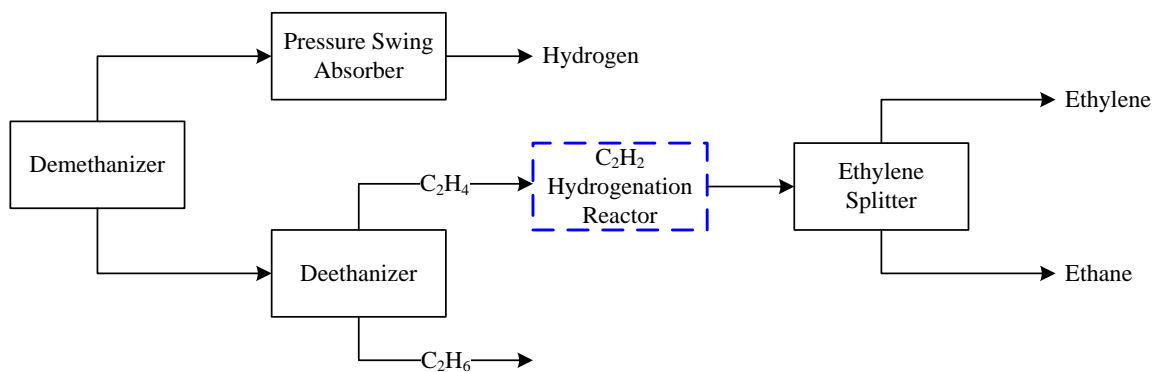 Pressure Swing
Absorber
Hydrogen
Ethylene
Demethanizer
C₂H₂
Hydrogenation
Reactor
Ethylene
Splitter
C₂H₄
Deethanizer
Ethane
C₂H₆